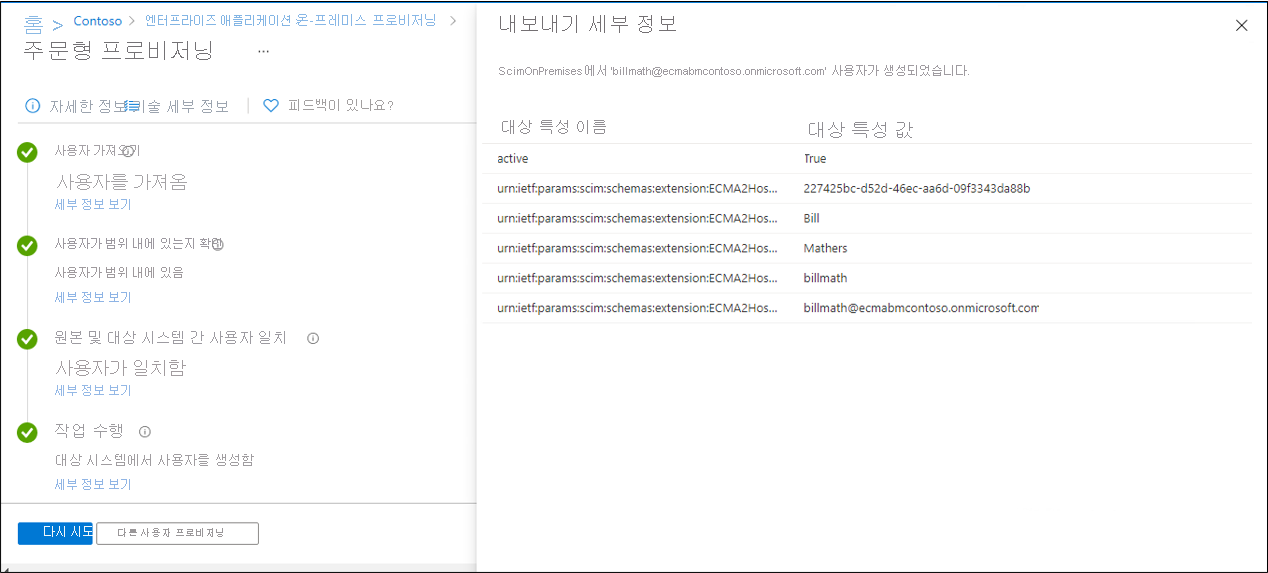 홈 > Contoso > 엔터프라이즈 애플리케이션 온-프레미스 프로비저닝 >
주문형 프로비저닝 ...
자세한 정보 기술 세부 정보 | 피드백이 있나요?
사용자 가져오기
사용자를 가져옴
세부 정보 보기
사용자가 범위 내에 있는지 확인
사용자가 범위 내에 있음
세부 정보 보기
원본 및 대상 시스템 간 사용자 일치
사용자가 일치함
세부 정보 보기
작업 수행
대상 시스템에서 사용자를 생성함
세부 정보 보기
다시 시도 다른 사용자 프로비저닝
내보내기 세부 정보
ScimOnPremises에서 'billmath@ecmabmcontoso.onmicrosoft.com' 사용자가 생성되었습니다.
대상 특성 이름 대상 특성 값
active True
urn:ietf:params:scim:schemas:extension:ECMA2Hos... 227425bc-d52d-46ec-aa6d-09f3343da88b
urn:ietf:params:scim:schemas:extension:ECMA2Hos... Bill
urn:ietf:params:scim:schemas:extension:ECMA2Hos... Mathers
urn:ietf:params:scim:schemas:extension:ECMA2Hos... billmath
urn:ietf:params:scim:schemas:extension:ECMA2Hos... billmath@ecmabmcontoso.onmicrosoft.com